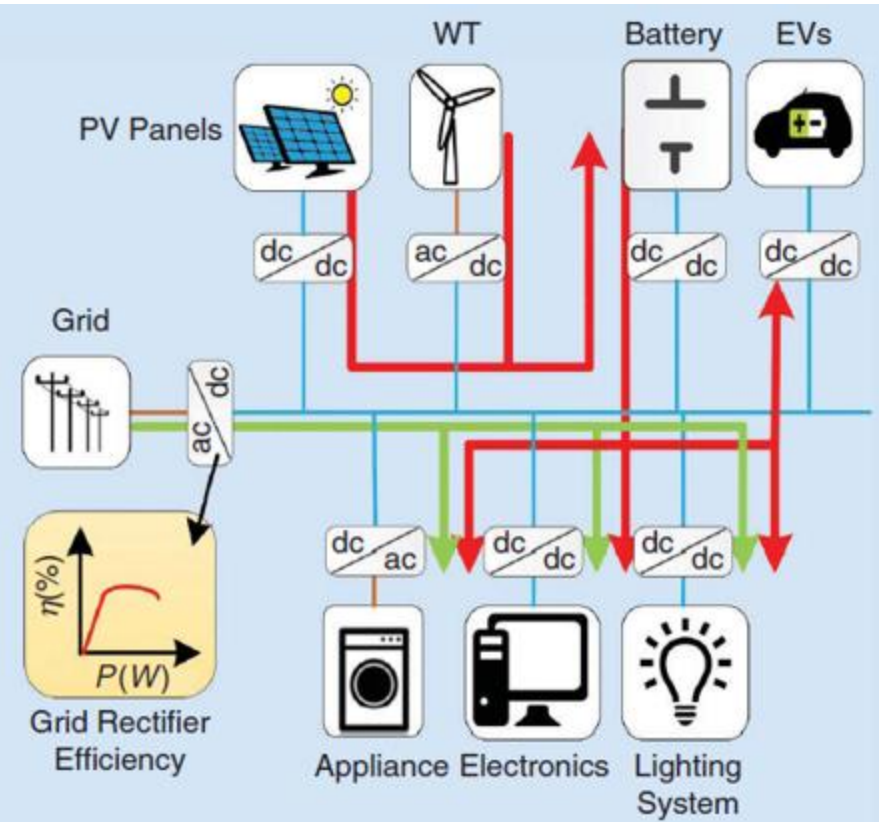 WT
Battery
EVs
PV Panels
dc
dc
ac
dc
dc
dc
dc
dc
Grid
ac
dc
dc
ac
dc
dc
dc
dc
η(%)
P(W)
Grid Rectifier
Efficiency
Appliance
Electronics
Lighting
System